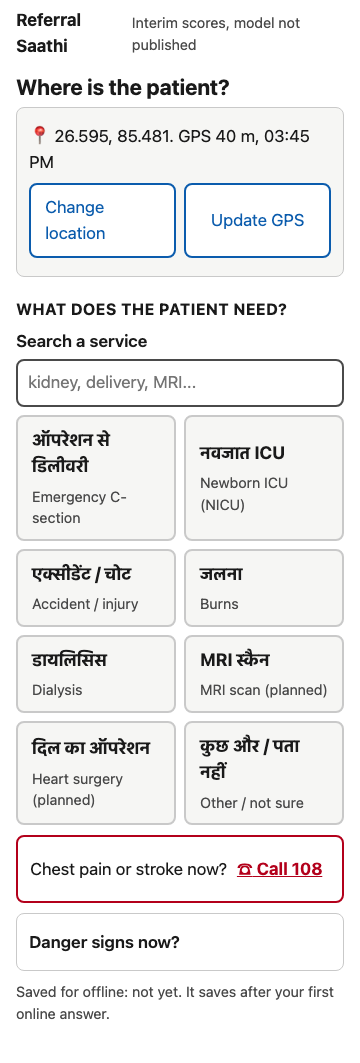 Referral Saathi
Interim scores, model not published
Where is the patient?
📍 26.595, 85.481. GPS 40 m, 03:45 PM
Change location
Update GPS
WHAT DOES THE PATIENT NEED?
Search a service
kidney, delivery, MRI...
ऑपरेशन से डिलीवरी
Emergency C-section
नवजात ICU
Newborn ICU (NICU)
एक्सीडेंट / चोट
Accident / injury
जलना
Burns
डायलिसिस
Dialysis
MRI स्कैन
MRI scan (planned)
दिल का ऑपरेशन
Heart surgery (planned)
कुछ और / पता नहीं
Other / not sure
Chest pain or stroke now? ☎ Call 108
Danger signs now?
Saved for offline: not yet. It saves after your first online answer.